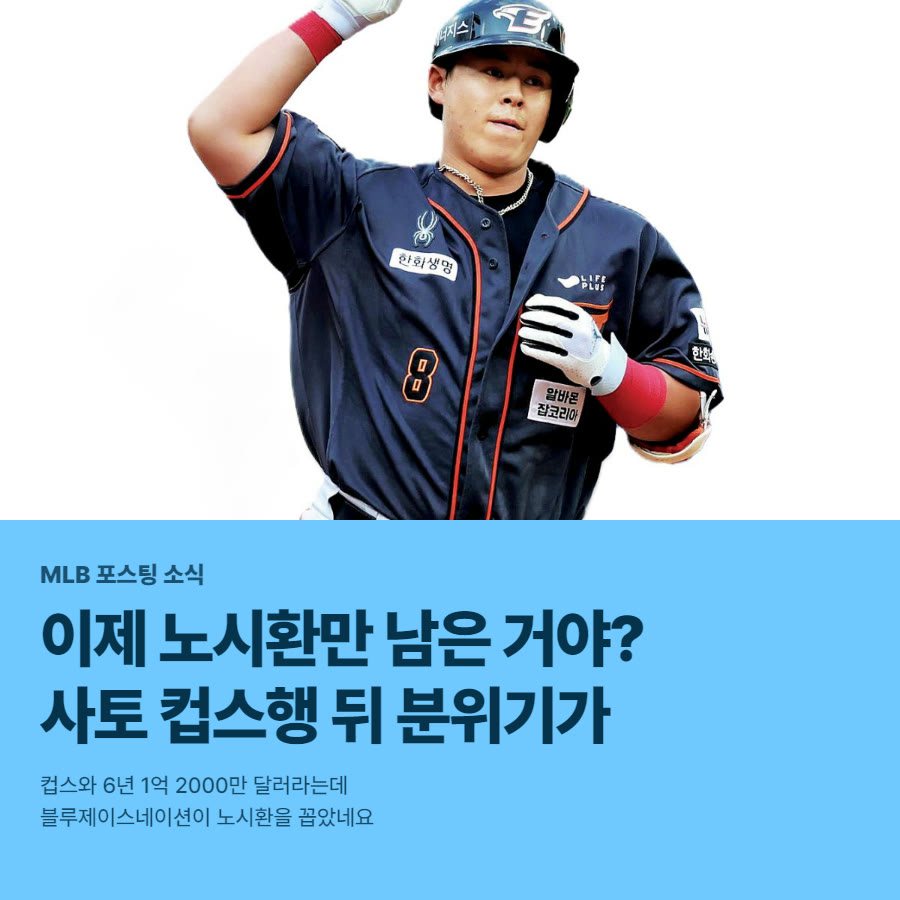 한화생명
LIFE
PLUS
8
알바몬
잡코리아
MLB 포스팅 소식
이제 노시환만 남은 거야?
사토 컵스행 뒤 분위기가
컵스와 6년 1억 2000만 달러라는데
블루제이스네이션이 노시환을 꼽았네요